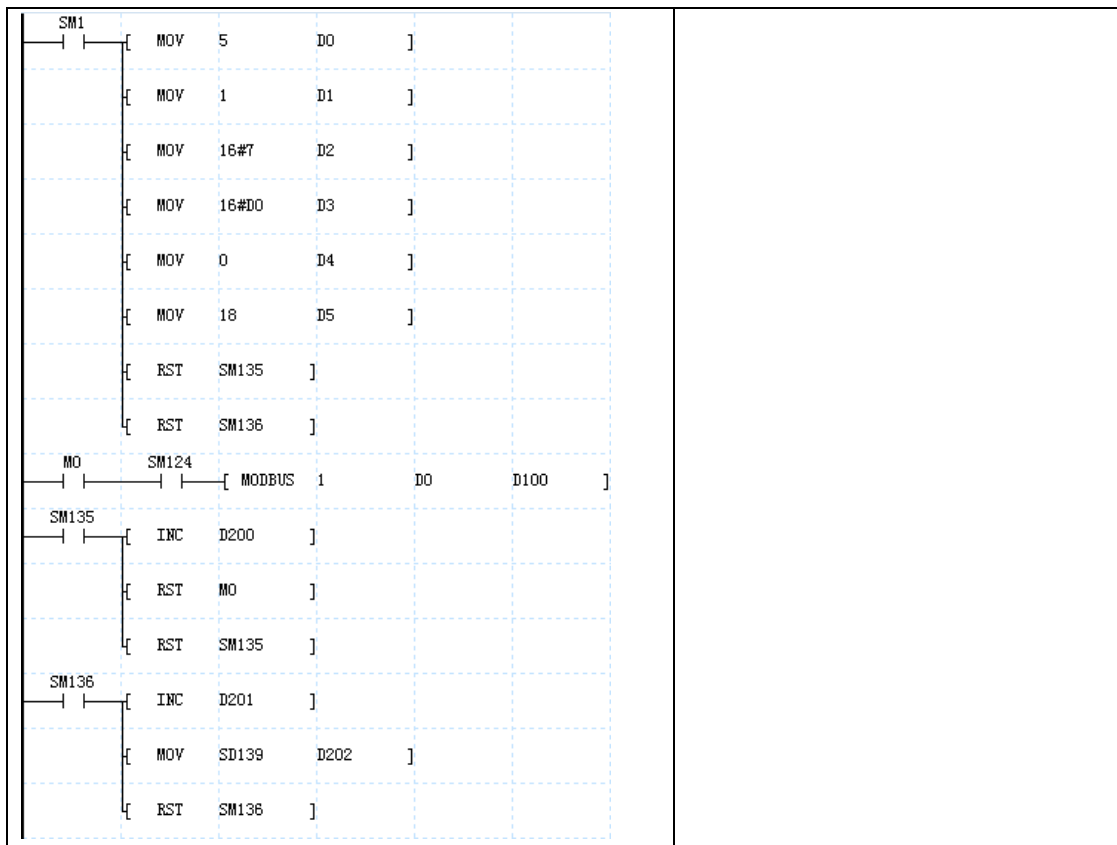 SM1
[ MOV 5 D0 ]
[ MOV 1 D1 ]
[ MOV 16#7 D2 ]
[ MOV 16#D0 D3 ]
[ MOV 0 D4 ]
[ MOV 18 D5 ]
[ RST SM135 ]
[ RST SM136 ]
M0 SM124
[ MODBUS 1 D0 D100 ]
SM135
[ INC D200 ]
[ RST M0 ]
[ RST SM135 ]
SM136
[ INC D201 ]
[ MOV SD139 D202 ]
[ RST SM136 ]